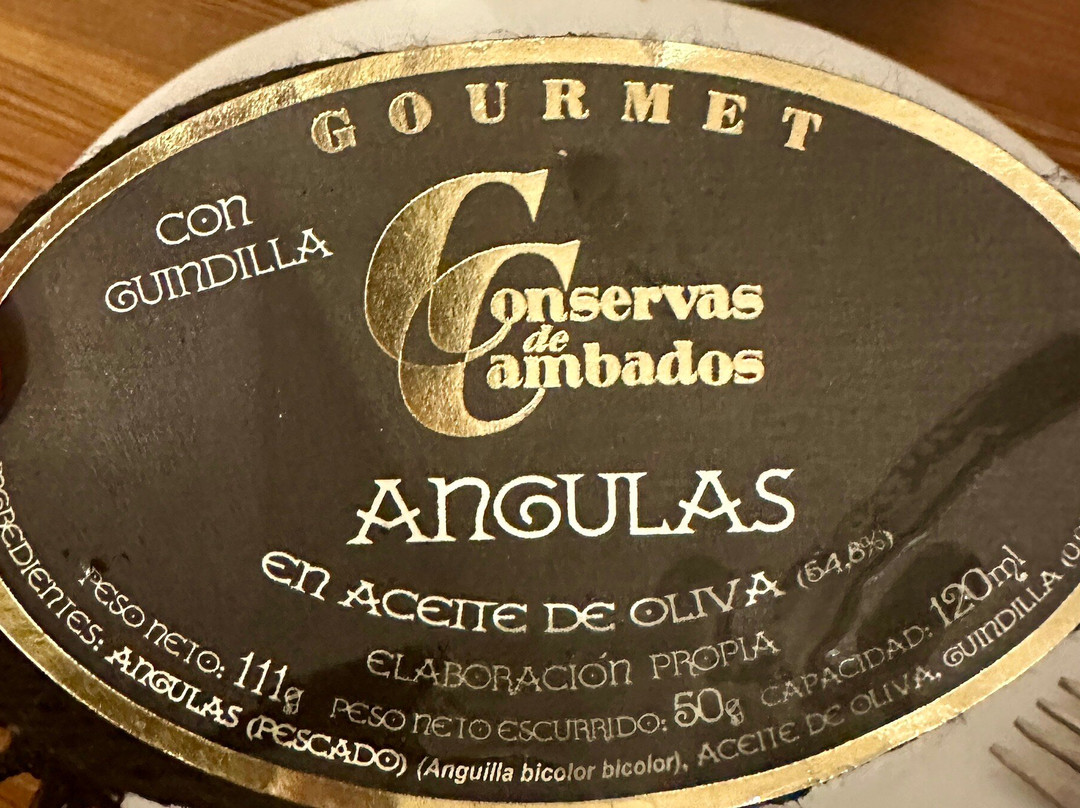 GOURMET
CON
GUINDILLA
Conservas
de
Cambados
ANGULAS
EN ACEITE DE OLIVA (54,8%)
ELABORACIÓN PROPIA
PESO NETO: 111g PESO NETO ESCURRIDO: 50g CAPACIDAD: 120ml
INGREDIENTES: ANGULAS (PESCADO) (Anguilla bicolor bicolor), ACEITE DE OLIVA, GUINDILLA